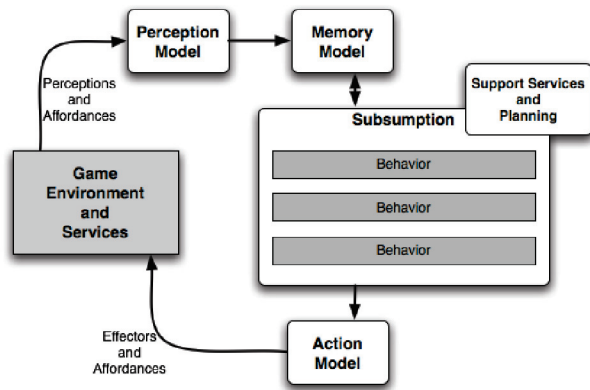 Perception
Model
Memory
Model
Perceptions
and
Affordances
Support Services
and
Planning
Subsumption
Behavior
Behavior
Behavior
Game
Environment
and
Services
Effectors
and
Affordances
Action
Model